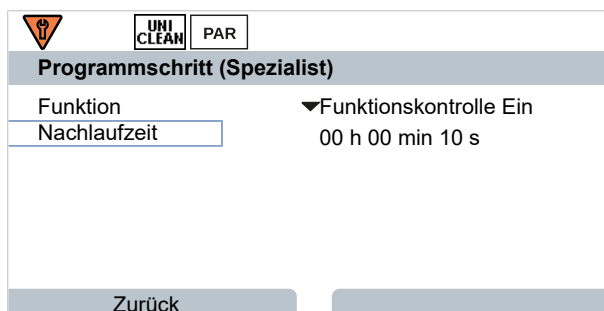 UNI
CLEAN
PAR
Programmschritt (Spezialist)
Funktion
Funktionskontrolle Ein
Nachlaufzeit
00 h 00 min 10 s
Zurück